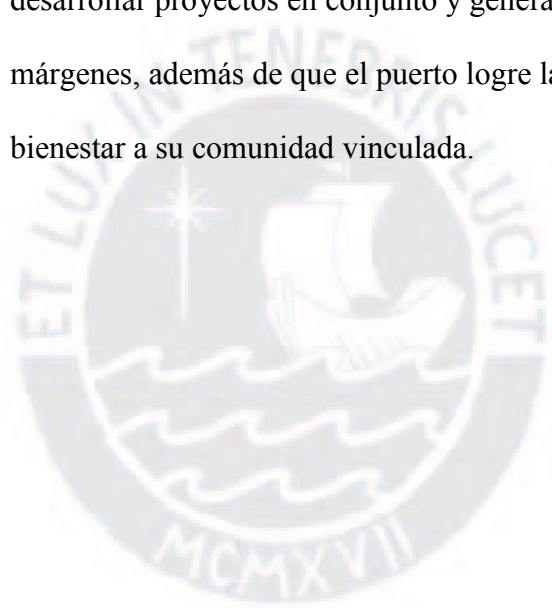 desarrollar proyectos en conjunto y genera
márgenes, además de que el puerto logre la
bienestar a su comunidad vinculada.
ET LUX IN TENEBRIS LUCET
MCMXVII